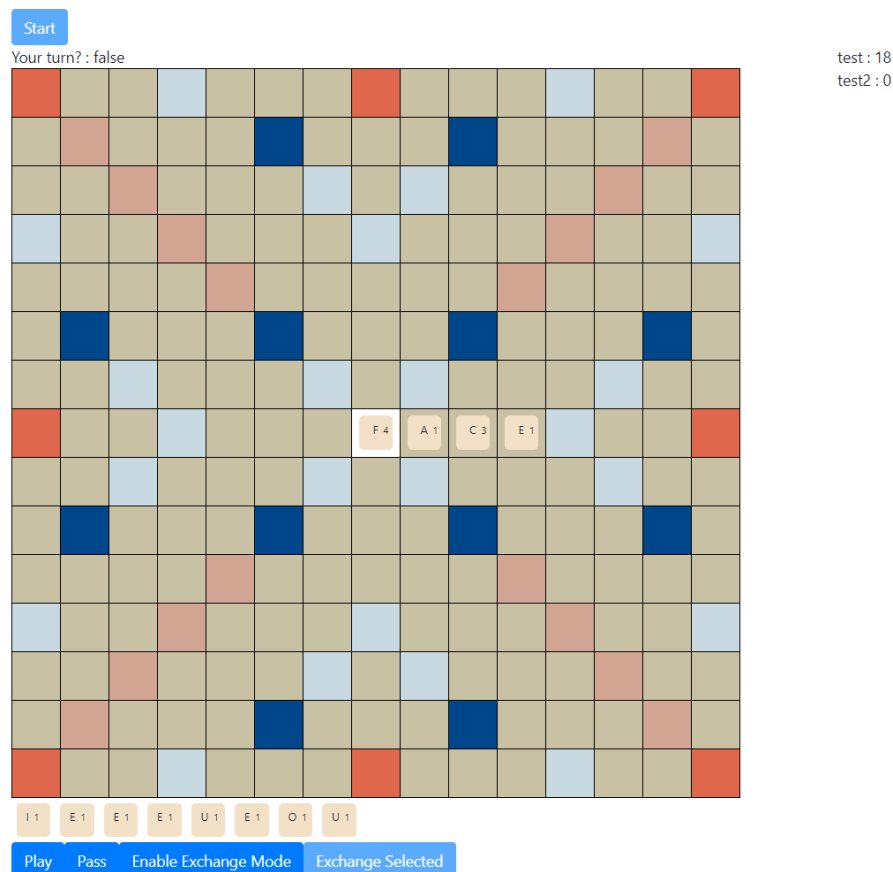 Start
Your turn? : false
test : 18
test2 : 0
F 4 A 1 C 3 E 1
I 1 E 1 E 1 E 1 U 1 E 1 O 1 U 1
Play Pass Enable Exchange Mode Exchange Selected